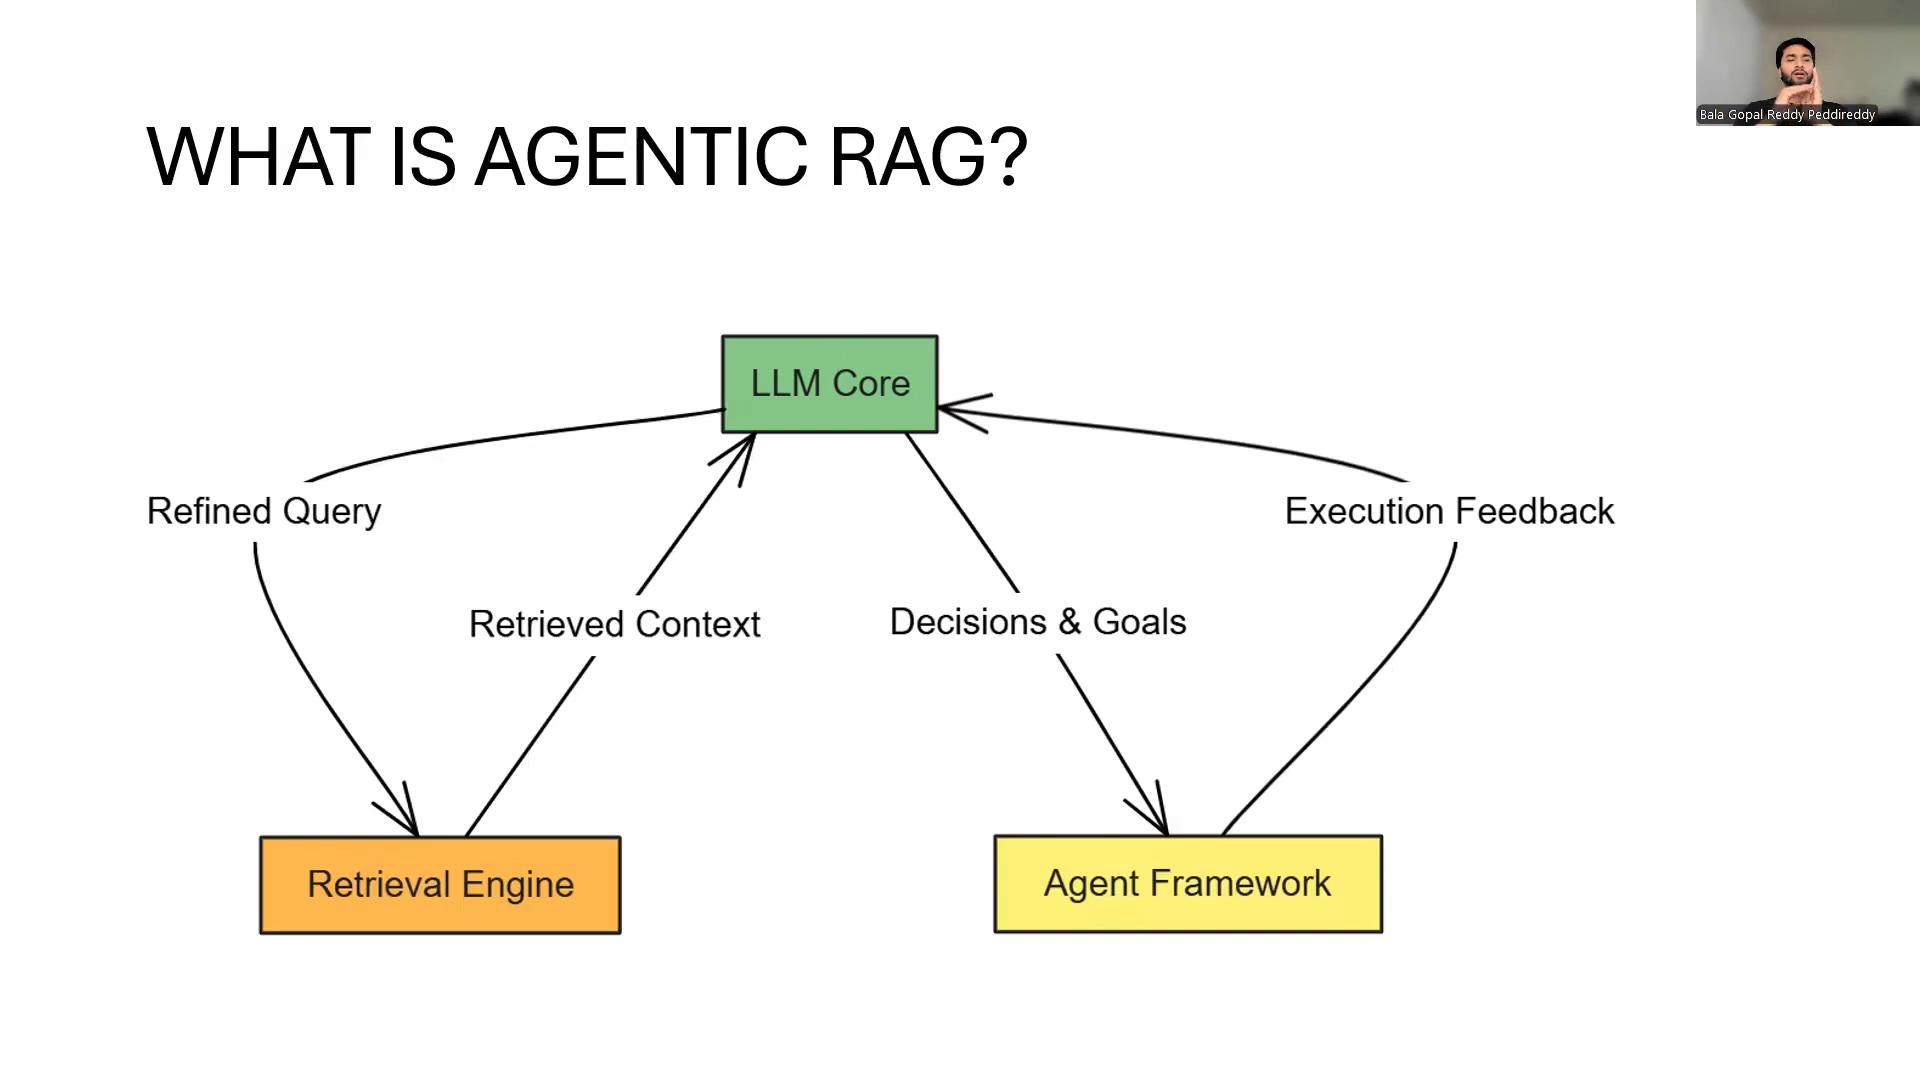 Bala Gopal Reddy Peddireddy
WHAT IS AGENTIC RAG?
LLM Core
Refined Query
Execution Feedback
Retrieved Context
Decisions & Goals
Retrieval Engine
Agent Framework